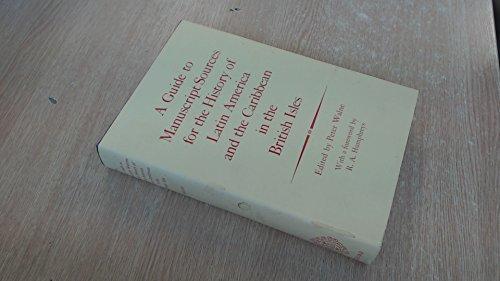 A Guide to
Manuscript Sources
for the History of
Latin America
and the Caribbean
in the
British Isles
Edited by Peter Walne
With a foreword by
R. A. Humphreys